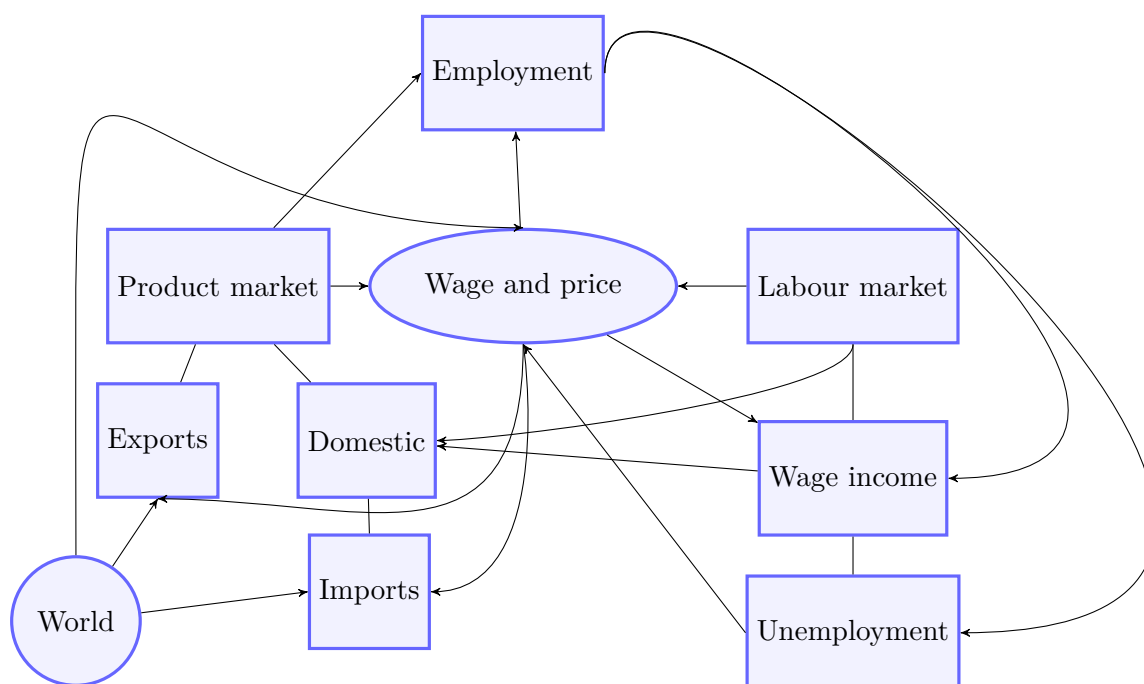 Employment
Product market
Wage and price
Labour market
Exports
Domestic
Wage income
Imports
World
Unemployment